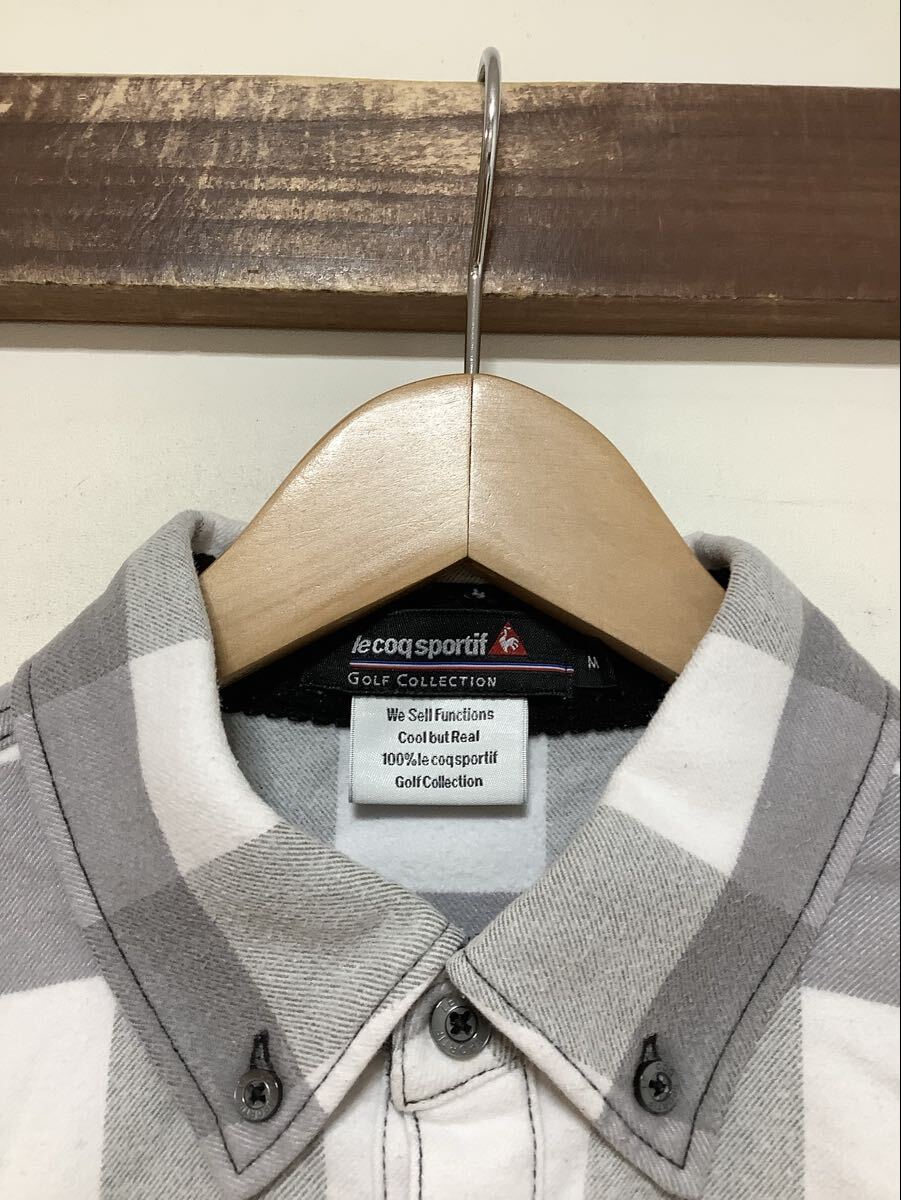 le coq sportif
M
GOLF COLLECTION
We Sell Functions
Cool but Real
100% le coq sportif
Golf Collection